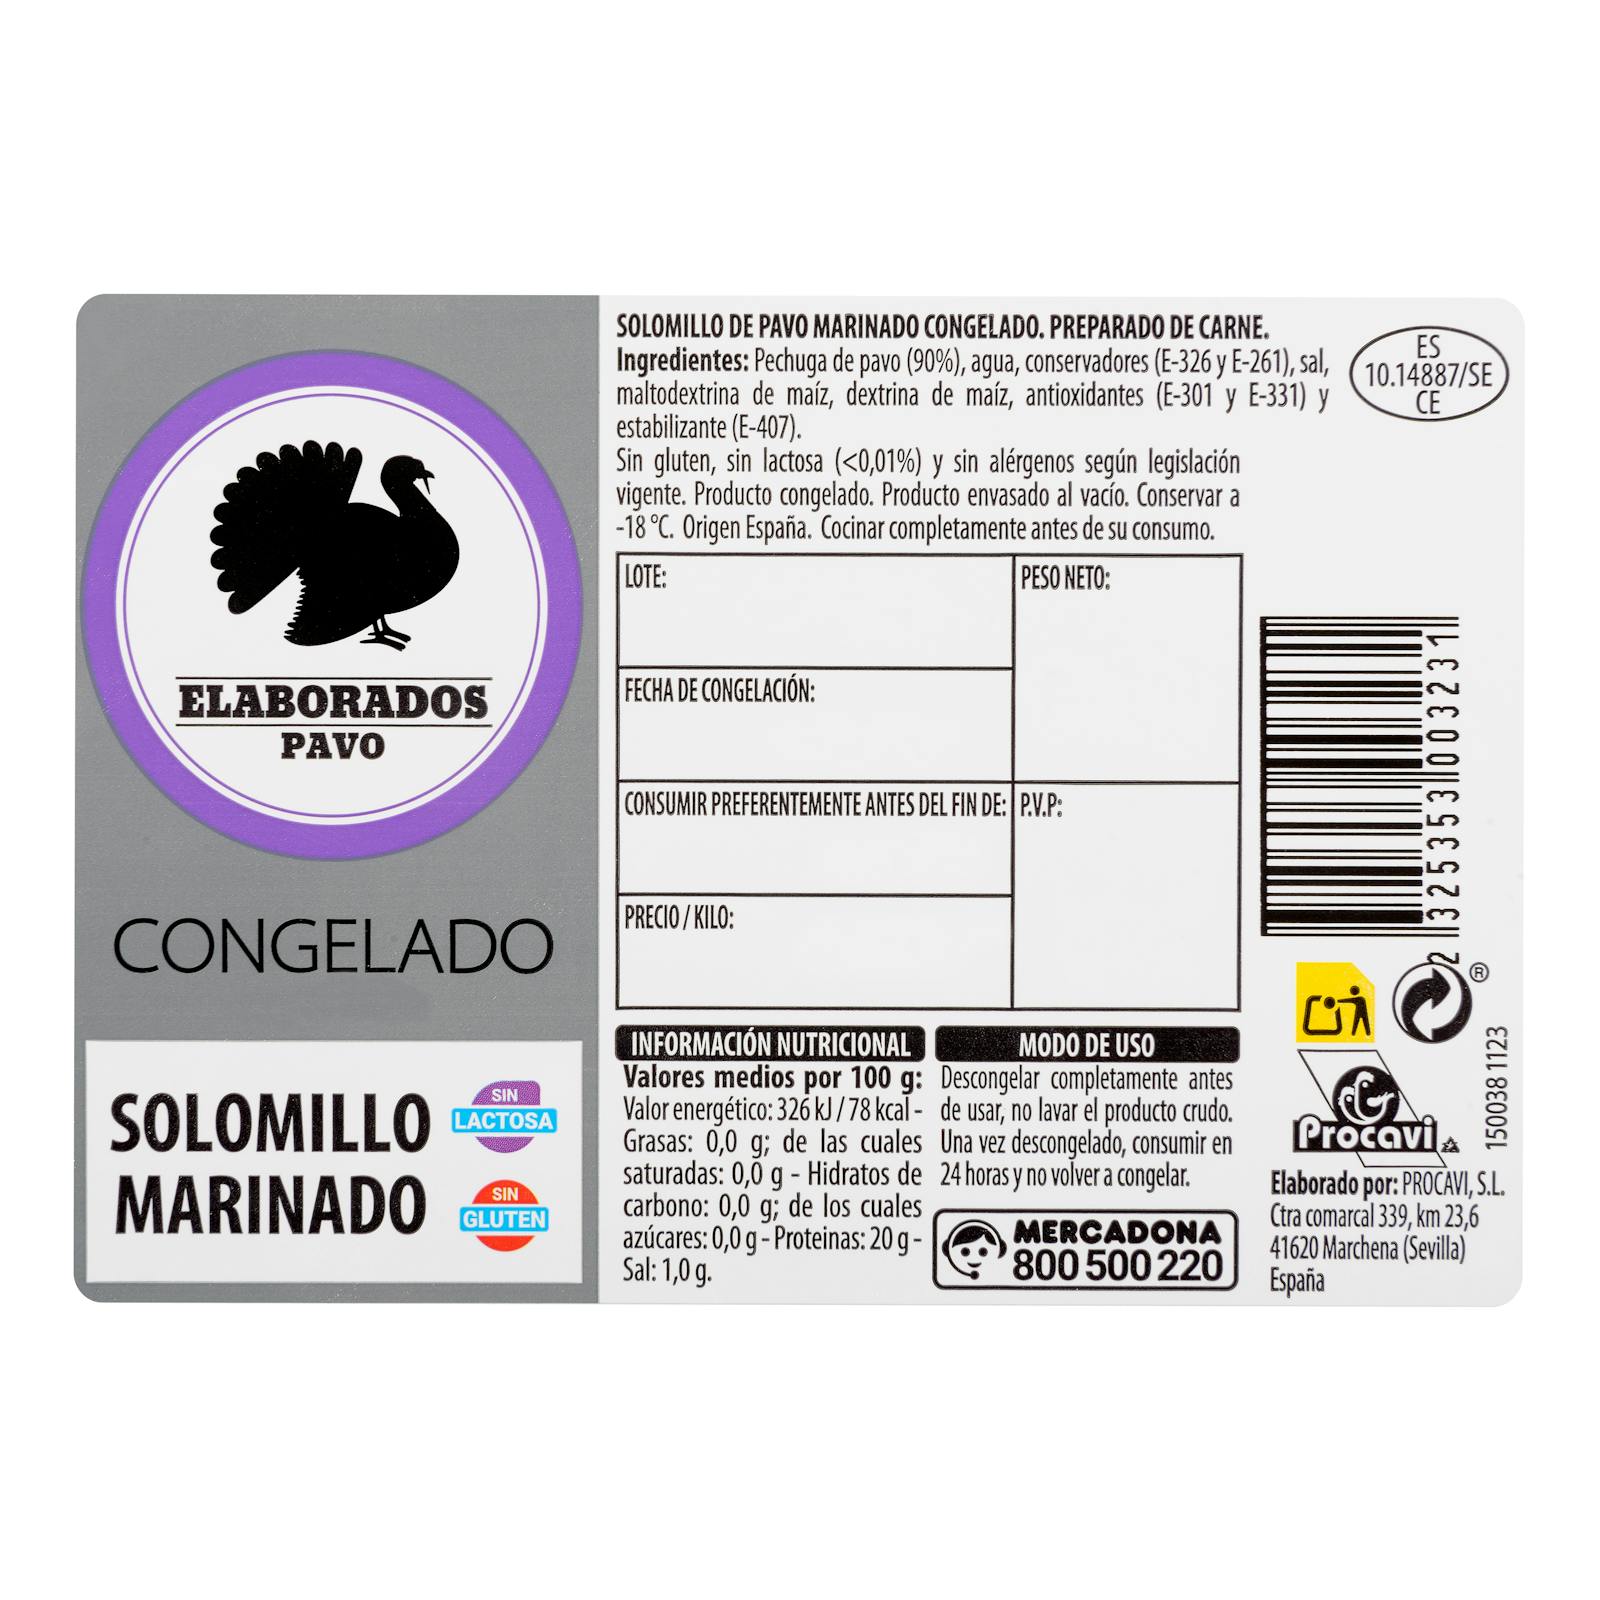 ELABORADOS
PAVO
CONGELADO
SOLOMILLO
MARINADO
SIN
LACTOSA
SIN
GLUTEN
SOLOMILLO DE PAVO MARINADO CONGELADO. PREPARADO DE CARNE.
Ingredientes: Pechuga de pavo (90%), agua, conservadores (E-326 y E-261), sal,
maltodextrina de maíz, dextrina de maíz, antioxidantes (E-301 y E-331) y
estabilizante (E-407).
Sin gluten, sin lactosa (<0,01%) y sin alérgenos según legislación
vigente. Producto congelado. Producto envasado al vacío. Conservar a
-18 °C. Origen España. Cocinar completamente antes de su consumo.
ES
10.14887/SE
CE
LOTE:
PESO NETO:
FECHA DE CONGELACIÓN:
CONSUMIR PREFERENTEMENTE ANTES DEL FIN DE:
P.V.P:
PRECIO / KILO:
2 325353 003231
INFORMACIÓN NUTRICIONAL
Valores medios por 100 g:
Valor energético: 326 kJ / 78 kcal -
Grasas: 0,0 g; de las cuales
saturadas: 0,0 g - Hidratos de
carbono: 0,0 g; de los cuales
azúcares: 0,0 g - Proteinas: 20 g -
Sal: 1,0 g.
MODO DE USO
Descongelar completamente antes
de usar, no lavar el producto crudo.
Una vez descongelado, consumir en
24 horas y no volver a congelar.
MERCADONA
800 500 220
®
Procavi
150038 1123
Elaborado por: PROCAVI, S.L.
Ctra comarcal 339, km 23,6
41620 Marchena (Sevilla)
España